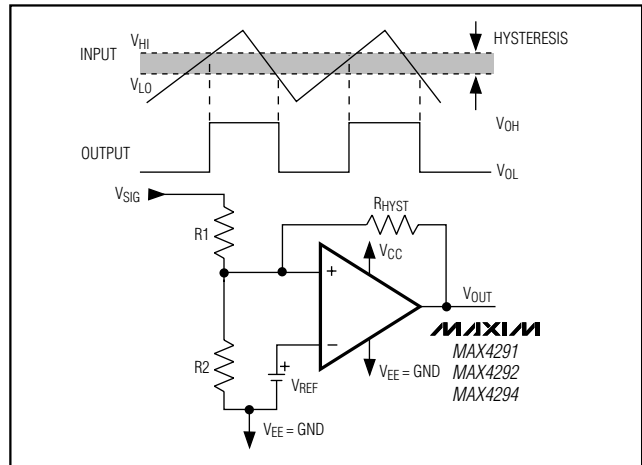 V_HI
INPUT
HYSTERESIS
V_LO
V_OH
OUTPUT
V_OL
V_SIG
R_HYST
R1
V_CC
+
V_OUT
MAXIM
MAX4291
MAX4292
MAX4294
−
R2
+
V_REF
V_EE = GND
V_EE = GND